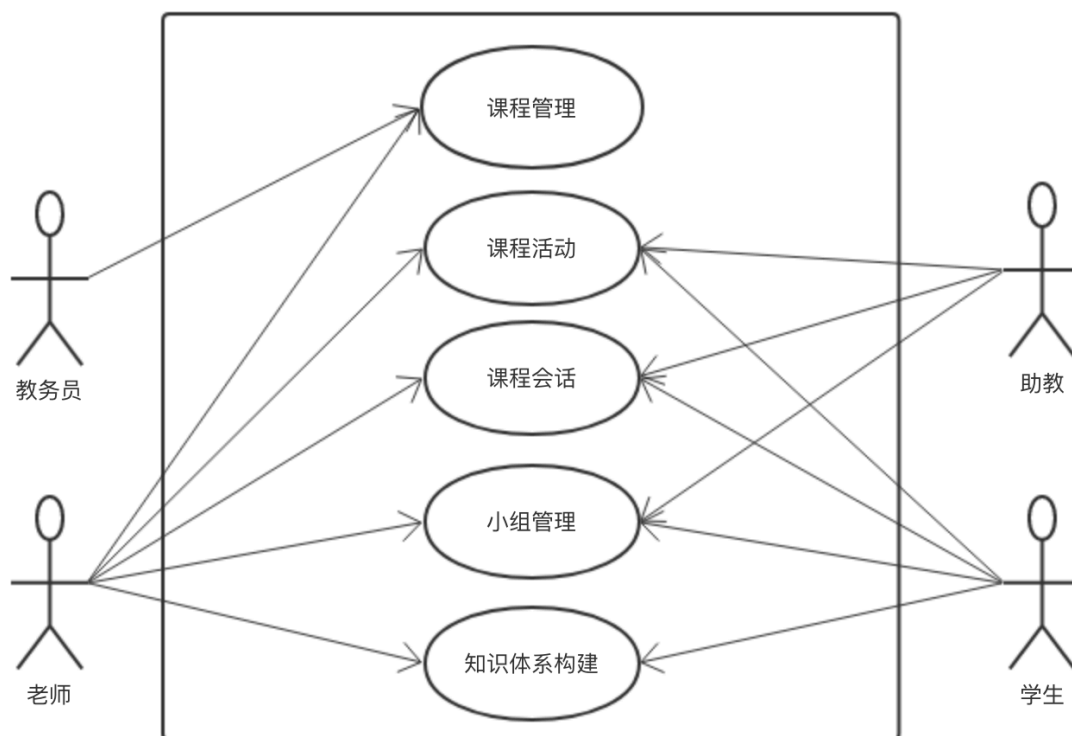 课程管理
课程活动
课程会话
教务员
助教
小组管理
知识体系构建
老师
学生